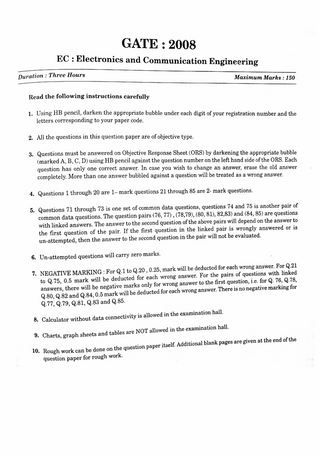 GATE : 2008
EC : Electronics and Communication Engineering
Duration : Three Hours Maximum Marks : 150
Read the following instructions carefully
1. Using HB pencil, darken the appropriate bubble under each digit of your registration number and the
letters corresponding to your paper code.
2. All the questions in this question paper are of objective type.
3. Questions must be answered on Objective Response Sheet (ORS) by darkening the appropriate bubble
(marked A, B, C, D) using HB pencil against the question number on the left hand side of the ORS. Each
question has only one correct answer. In case you wish to change an answer, erase the old answer
completely. More than one answer bubbled against a question will be treated as a wrong answer.
4. Questions 1 through 20 are 1– mark questions 21 through 85 are 2- mark questions.
5. Questions 71 through 73 is one set of common data questions, questions 74 and 75 is another pair of
common data questions. The question pairs (76, 77) , (78,79), (80, 81), 82,83) and (84, 85) are questions
with linked answers. The answer to the second question of the above pairs will depend on the answer to
the first question of the pair. If the first question in the linked pair is wrongly answered or is
un-attempted, then the answer to the second question in the pair will not be evaluated.
6. Un-attempted questions will carry zero marks.
7. NEGATIVE MARKING : For Q.1 to Q.20 , 0.25, mark will be deducted for each wrong answer. For Q.21
to Q.75, 0.5 mark will be deducted for each wrong answer. For the pairs of questions with linked
answers, there will be negative marks only for wrong answer to the first question, i.e. for Q. 76, Q.78,
Q.80, Q.82 and Q.84, 0.5 mark will be deducted for each wrong answer. There is no negative marking for
Q.77, Q.79, Q.81, Q.83 and Q.85.
8. Calculator without data connectivity is allowed in the examination hall.
9. Charts, graph sheets and tables are NOT allowed in the examination hall.
10. Rough work can be done on the question paper itself. Additional blank pages are given at the end of the
question paper for rough work.